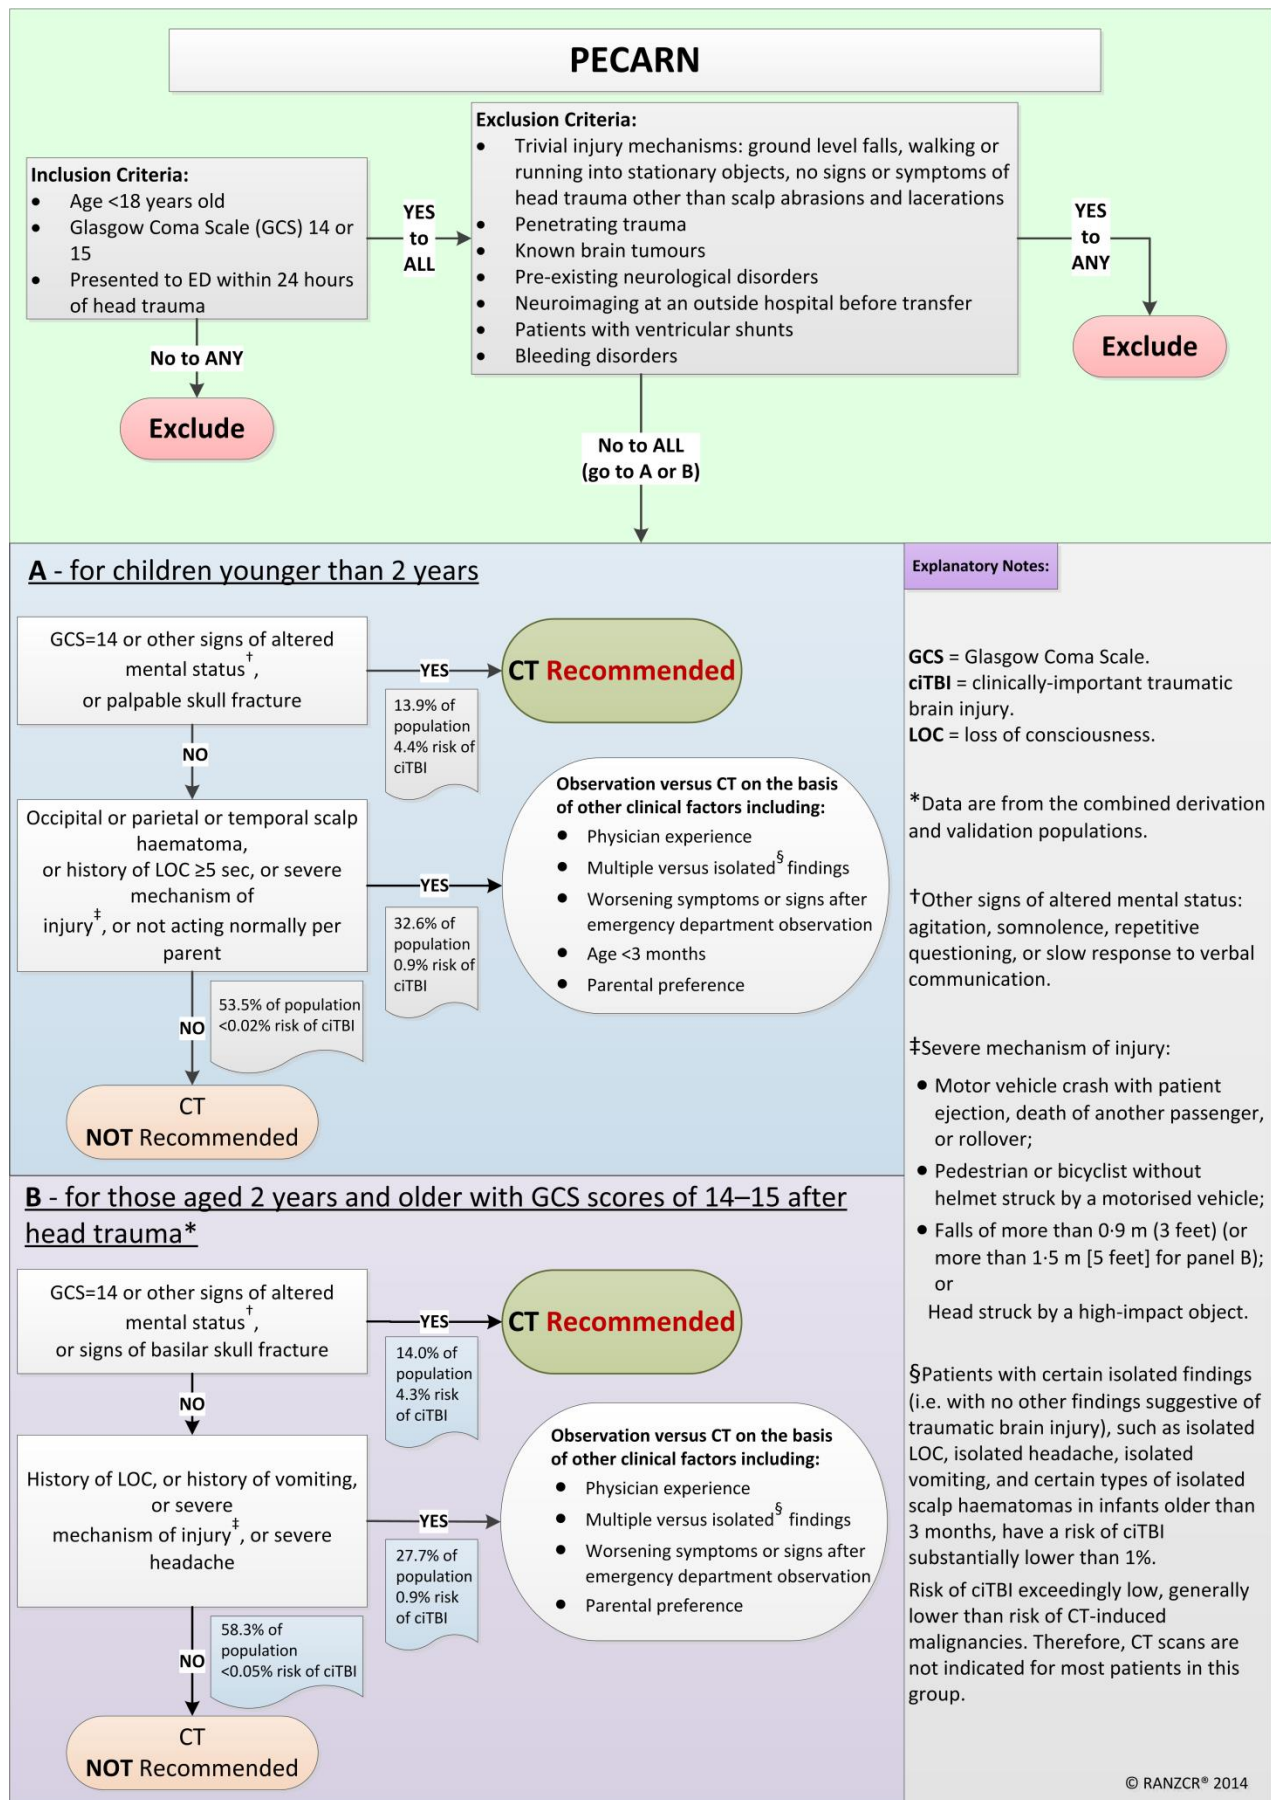 PECARN
Inclusion Criteria:
• Age <18 years old
• Glasgow Coma Scale (GCS) 14 or
15
• Presented to ED within 24 hours
of head trauma
YES
to
ALL
Exclusion Criteria:
• Trivial injury mechanisms: ground level falls, walking or
running into stationary objects, no signs or symptoms of
head trauma other than scalp abrasions and lacerations
• Penetrating trauma
• Known brain tumours
• Pre-existing neurological disorders
• Neuroimaging at an outside hospital before transfer
• Patients with ventricular shunts
• Bleeding disorders
YES
to
ANY
Exclude
No to ANY
Exclude
No to ALL
(go to A or B)
A - for children younger than 2 years
GCS=14 or other signs of altered
mental status†,
or palpable skull fracture
YES
13.9% of
population
4.4% risk of
ciTBI
CT Recommended
NO
Occipital or parietal or temporal scalp
haematoma,
or history of LOC ≥5 sec, or severe
mechanism of
injury‡, or not acting normally per
parent
YES
32.6% of
population
0.9% risk of
ciTBI
Observation versus CT on the basis
of other clinical factors including:
• Physician experience
• Multiple versus isolated§ findings
• Worsening symptoms or signs after
emergency department observation
• Age <3 months
• Parental preference
NO
53.5% of population
<0.02% risk of ciTBI
CT
NOT Recommended
B - for those aged 2 years and older with GCS scores of 14–15 after
head trauma*
GCS=14 or other signs of altered
mental status†,
or signs of basilar skull fracture
YES
14.0% of
population
4.3% risk
of ciTBI
CT Recommended
NO
History of LOC, or history of vomiting,
or severe
mechanism of injury‡, or severe
headache
YES
27.7% of
population
0.9% risk
of ciTBI
Observation versus CT on the basis
of other clinical factors including:
• Physician experience
• Multiple versus isolated§ findings
• Worsening symptoms or signs after
emergency department observation
• Parental preference
NO
58.3% of
population
<0.05% risk of ciTBI
CT
NOT Recommended
Explanatory Notes:
GCS = Glasgow Coma Scale.
ciTBI = clinically-important traumatic
brain injury.
LOC = loss of consciousness.
*Data are from the combined derivation
and validation populations.
†Other signs of altered mental status:
agitation, somnolence, repetitive
questioning, or slow response to verbal
communication.
‡Severe mechanism of injury:
• Motor vehicle crash with patient
ejection, death of another passenger,
or rollover;
• Pedestrian or bicyclist without
helmet struck by a motorised vehicle;
• Falls of more than 0·9 m (3 feet) (or
more than 1·5 m [5 feet] for panel B);
or
Head struck by a high-impact object.
§Patients with certain isolated findings
(i.e. with no other findings suggestive of
traumatic brain injury), such as isolated
LOC, isolated headache, isolated
vomiting, and certain types of isolated
scalp haematomas in infants older than
3 months, have a risk of ciTBI
substantially lower than 1%.
Risk of ciTBI exceedingly low, generally
lower than risk of CT-induced
malignancies. Therefore, CT scans are
not indicated for most patients in this
group.
© RANZCR® 2014